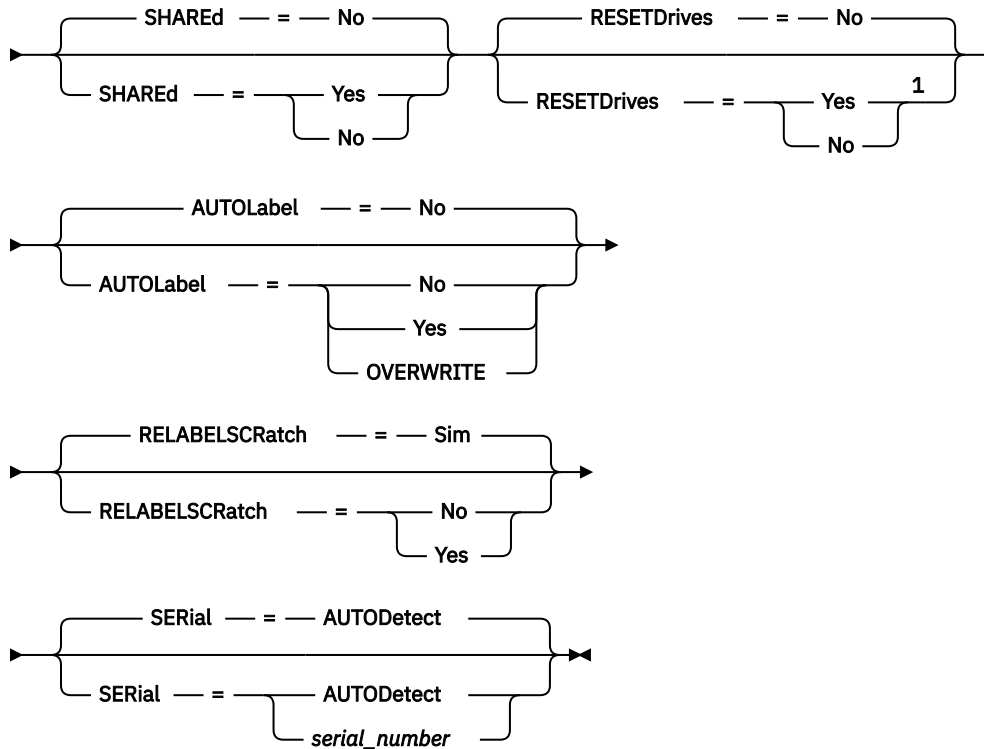 SHAREd = No RESETDrives = No
SHAREd = Yes RESETDrives = Yes 1
No No
AUTOLabel = No
AUTOLabel = No
Yes
OVERWRITE
RELABELSCRatch = Sim
RELABELSCRatch = No
Yes
SERial = AUTODetect
SERial = AUTODetect
serial_number